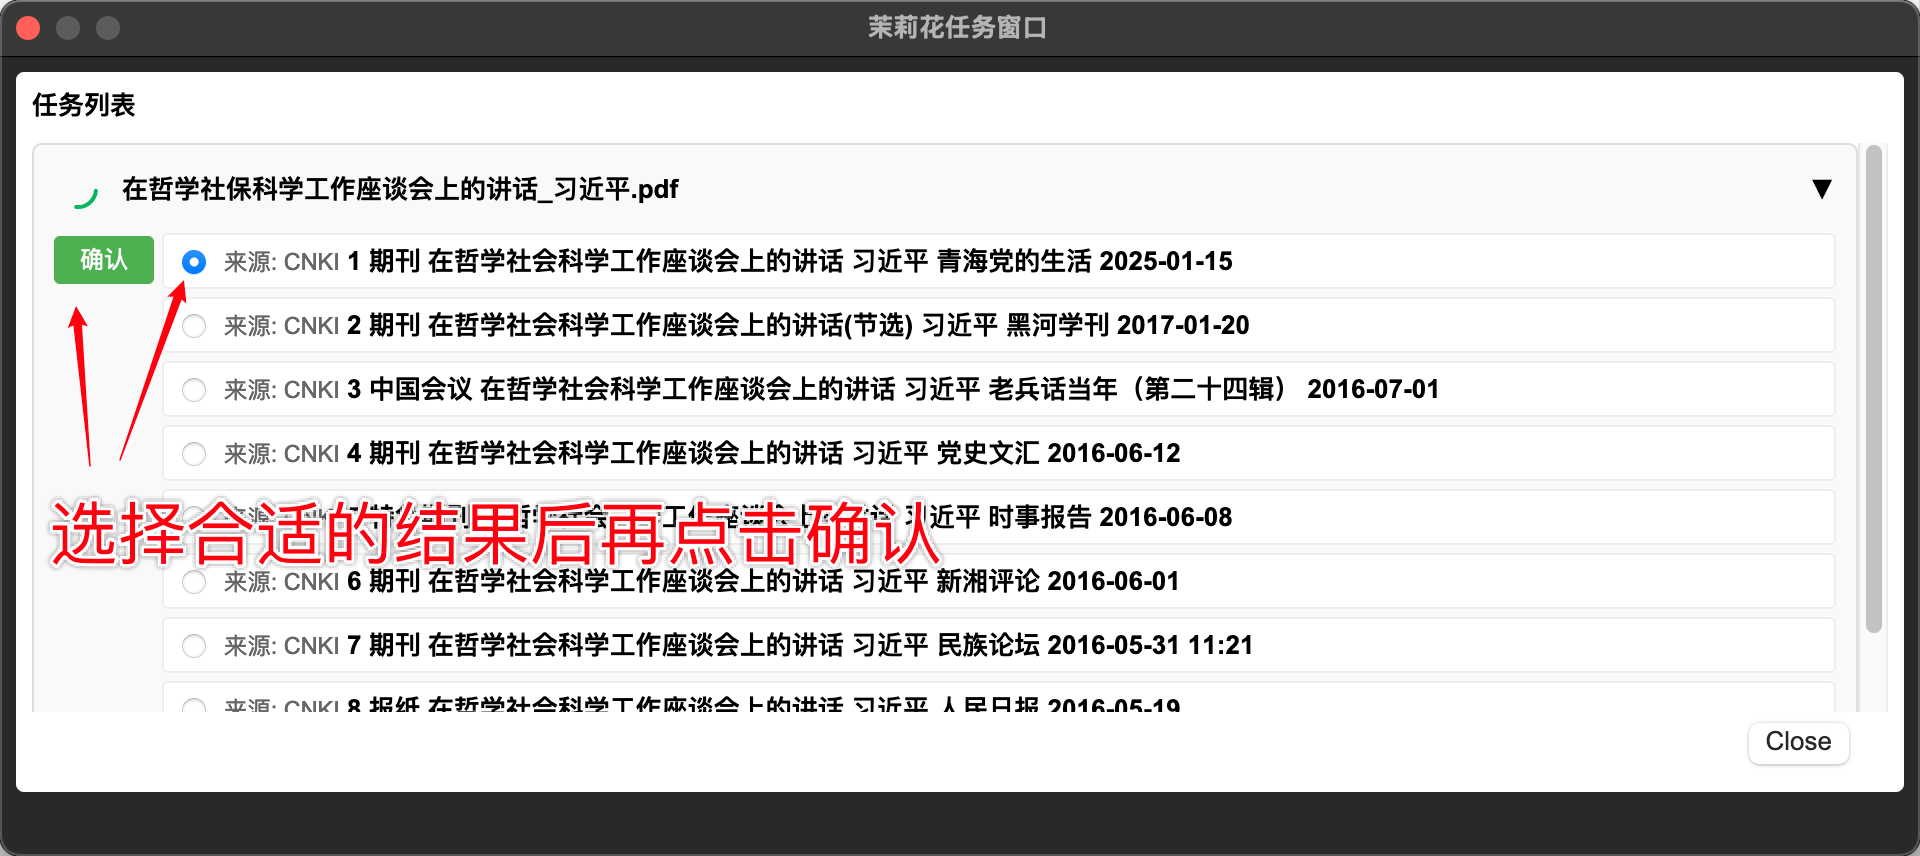 茉莉花任务窗口
任务列表
在哲学社保科学工作座谈会上的讲话_习近平.pdf
▼
确认
来源: CNKI 1 期刊 在哲学社会科学工作座谈会上的讲话 习近平 青海党的生活 2025-01-15
来源: CNKI 2 期刊 在哲学社会科学工作座谈会上的讲话(节选) 习近平 黑河学刊 2017-01-20
来源: CNKI 3 中国会议 在哲学社会科学工作座谈会上的讲话 习近平 老兵话当年（第二十四辑） 2016-07-01
来源: CNKI 4 期刊 在哲学社会科学工作座谈会上的讲话 习近平 党史文汇 2016-06-12
习近平 时事报告 2016-06-08
选择合适的结果后再点击确认
来源: CNKI 6 期刊 在哲学社会科学工作座谈会上的讲话 习近平 新湘评论 2016-06-01
来源: CNKI 7 期刊 在哲学社会科学工作座谈会上的讲话 习近平 民族论坛 2016-05-31 11:21
来源: CNKI 8 报纸 在哲学社会科学工作座谈会上的讲话 习近平 人民日报 2016-05-19
Close